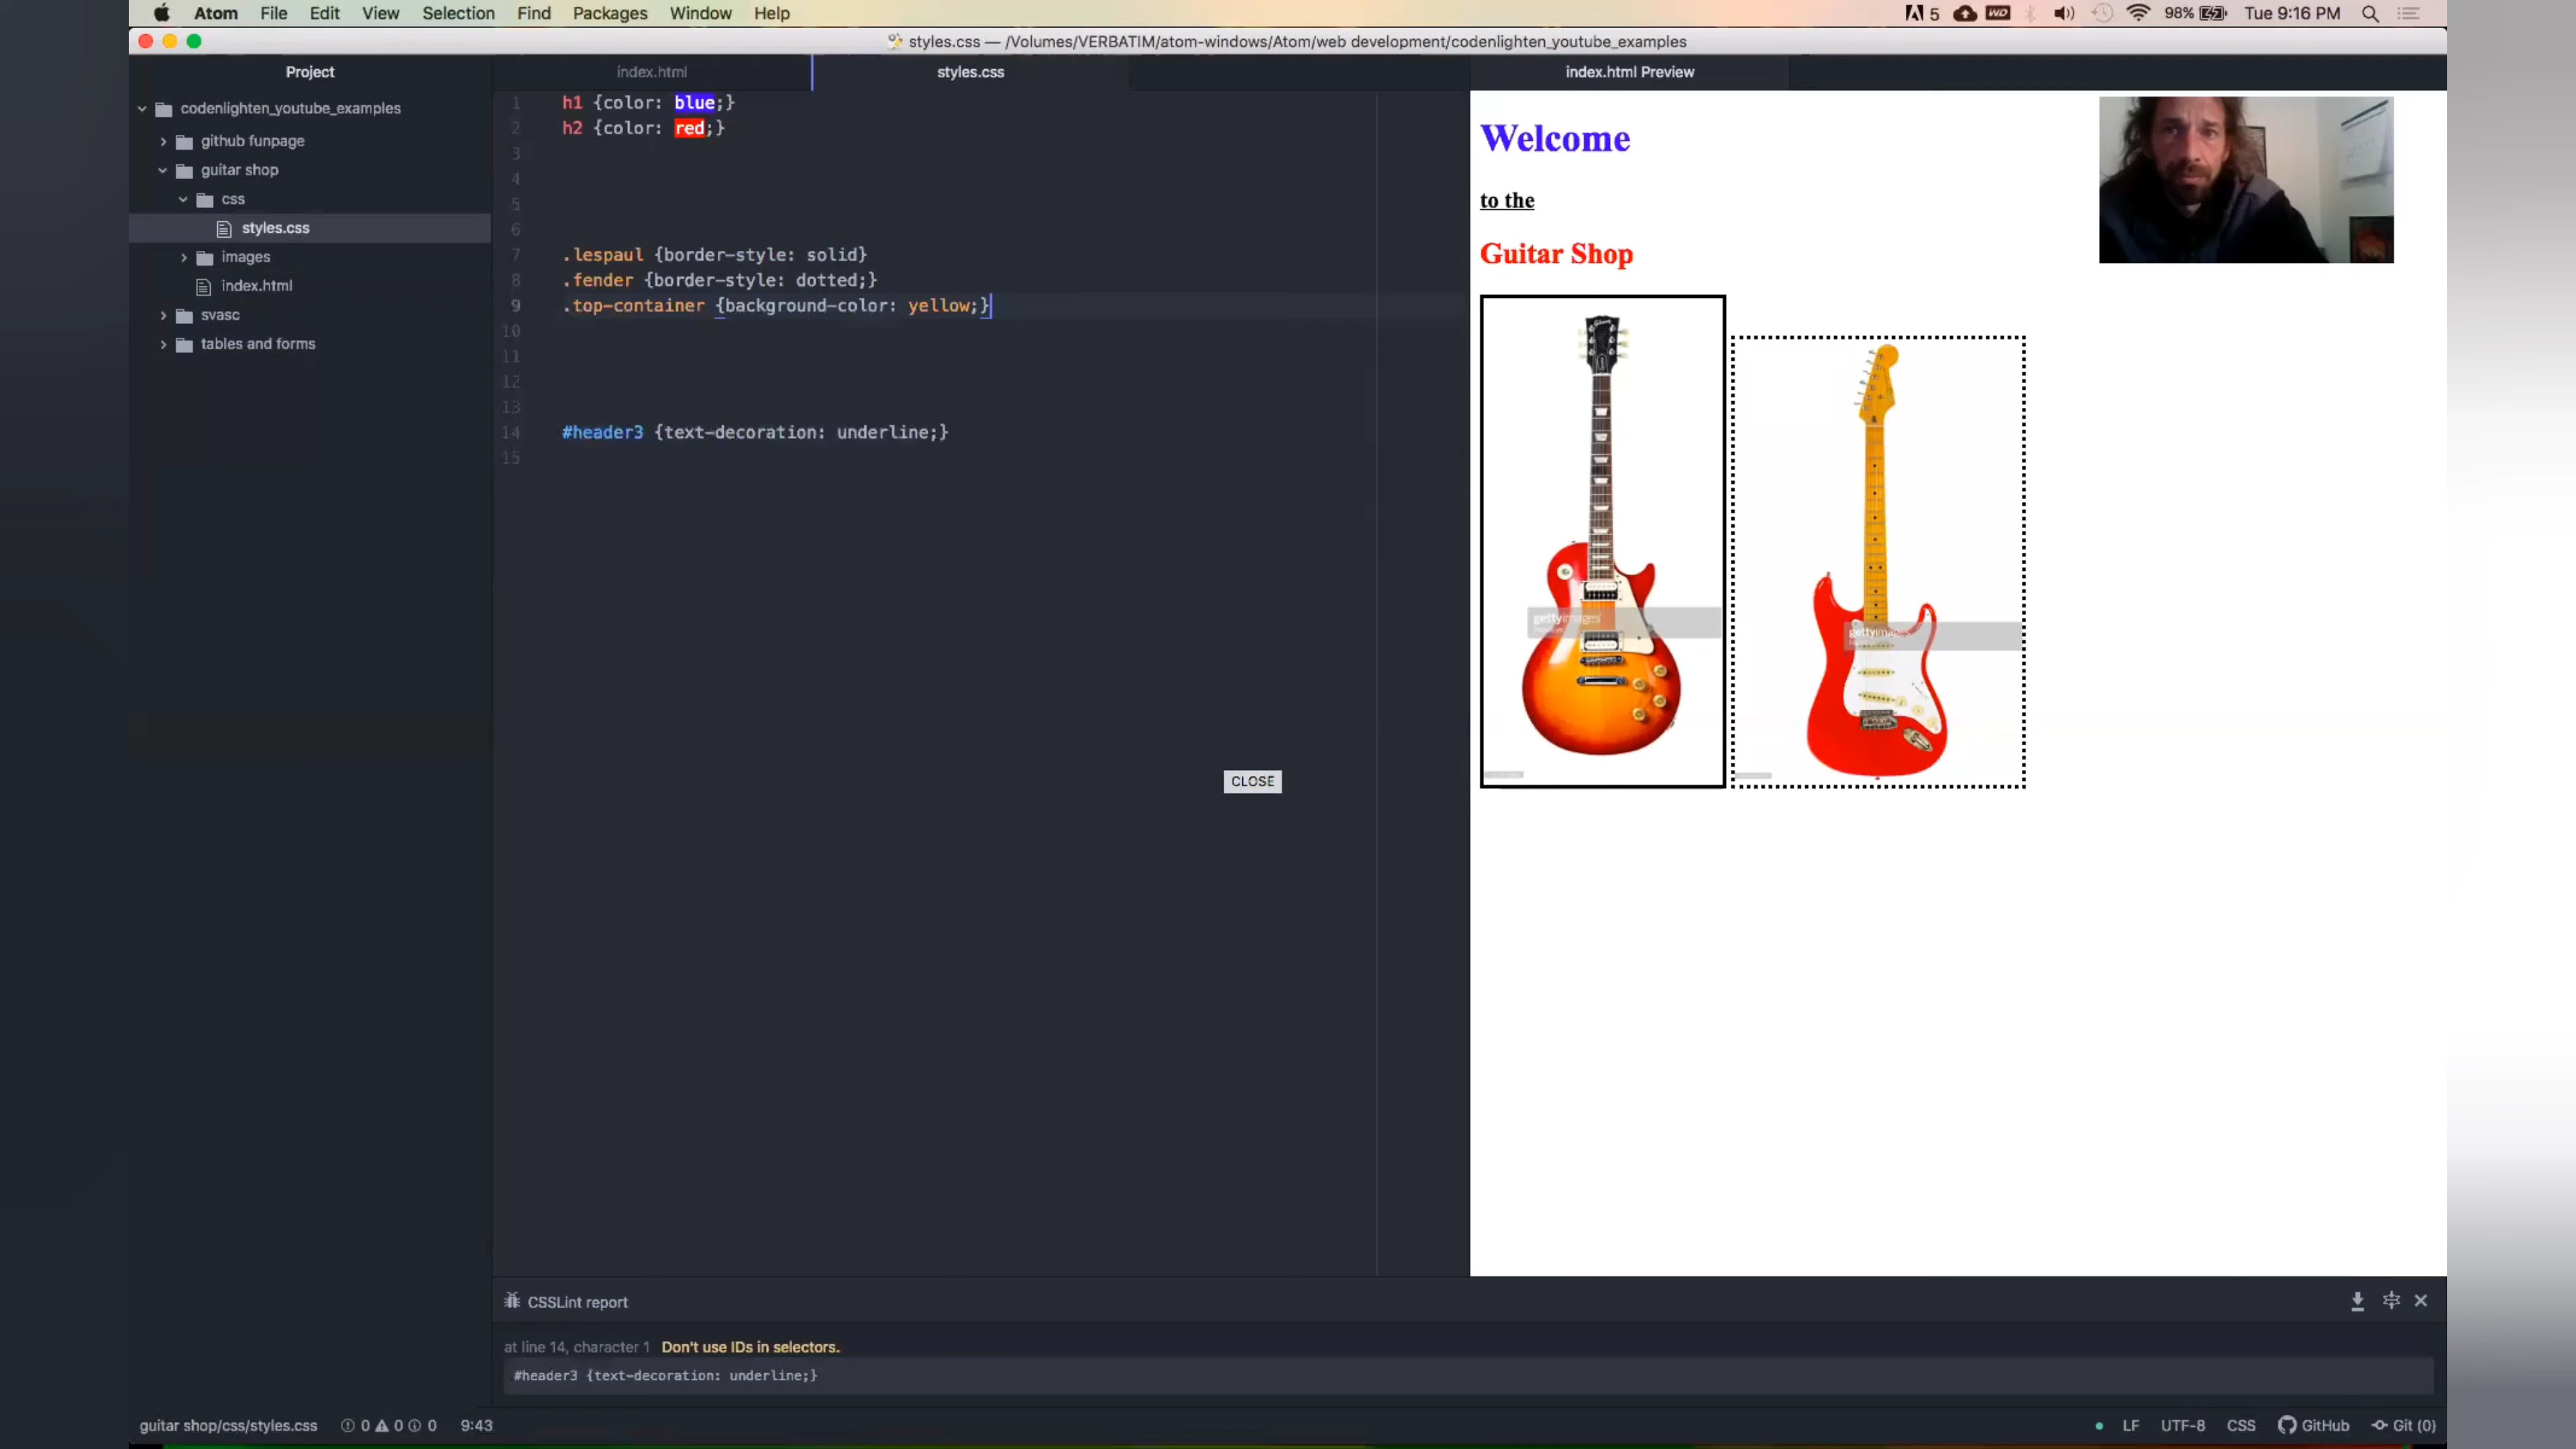 Atom File Edit View Selection Find Packages Window Help 5 WD 98% Tue 9:16 PM
styles.css — /Volumes/VERBATIM/atom-windows/Atom/web development/codenlighten_youtube_examples
Project
codenlighten_youtube_examples
github funpage
guitar shop
css
styles.css
images
index.html
svasc
tables and forms
index.html styles.css
1 h1 {color: blue;}
2 h2 {color: red;}
3
4
5
6
7 .lespaul {border-style: solid}
8 .fender {border-style: dotted;}
9 .top-container {background-color: yellow;}
10
11
12
13
14 #header3 {text-decoration: underline;}
15
CLOSE
index.html Preview
Welcome
to the
Guitar Shop
Gibson
gettyimages
gettyimages
CSSLint report
at line 14, character 1 Don't use IDs in selectors.
#header3 {text-decoration: underline;}
guitar shop/css/styles.css 0 0 0 9:43 LF UTF-8 CSS GitHub Git (0)